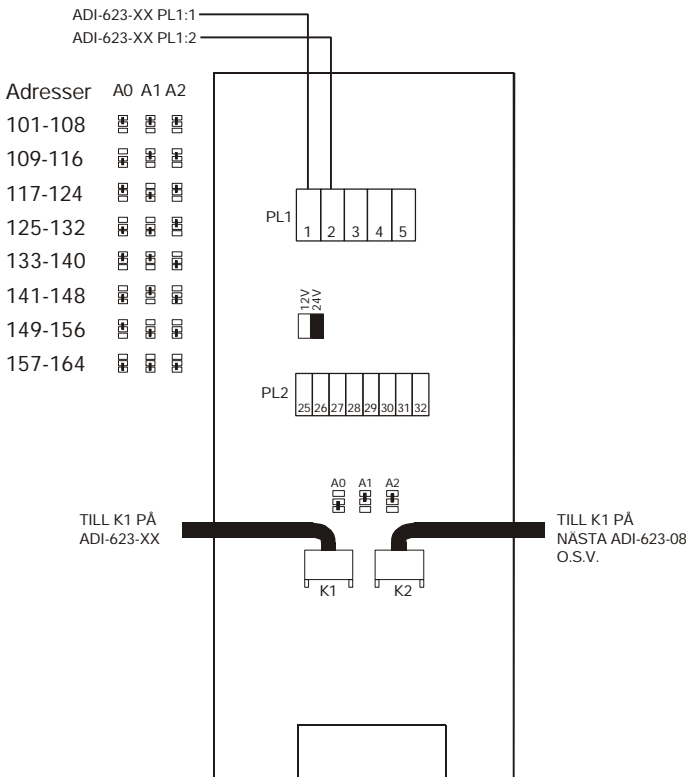 ADI-623-XX PL1:1
ADI-623-XX PL1:2
Adresser A0 A1 A2
101-108
109-116
117-124
125-132
133-140
141-148
149-156
157-164
PL1
1 2 3 4 5
12V
24V
PL2
25 26 27 28 29 30 31 32
A0 A1 A2
TILL K1 PÅ
ADI-623-XX
TILL K1 PÅ
NÄSTA ADI-623-08
O.S.V.
K1 K2